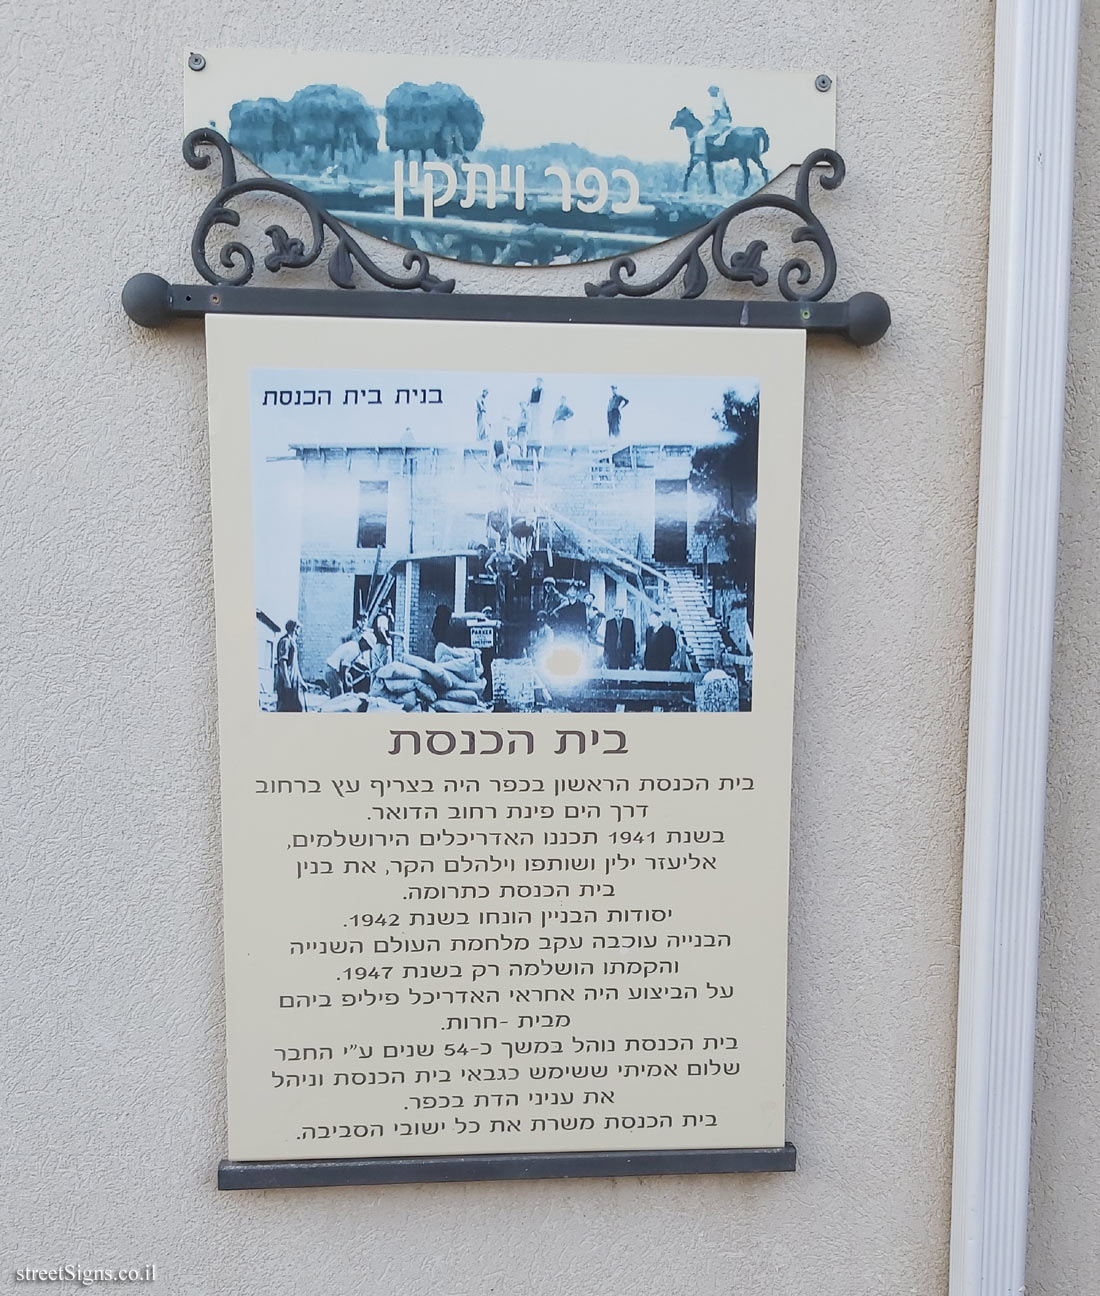 כפר ויתקין
בנית בית הכנסת
PARKER
בית הכנסת
בית הכנסת הראשון בכפר היה בצריף עץ ברחוב
דרך הים פינת רחוב הדואר.
בשנת 1941 תכננו האדריכלים הירושלמים,
אליעזר ילין ושותפו וילהלם הקר, את בנין
בית הכנסת כתרומה.
יסודות הבניין הונחו בשנת 1942.
הבנייה עוכבה עקב מלחמת העולם השנייה
והקמתו הושלמה רק בשנת 1947.
על הביצוע היה אחראי האדריכל פיליפ ביהם
מבית -חרות.
בית הכנסת נוהל במשך כ-54 שנים ע"י החבר
שלום אמיתי ששימש כגבאי בית הכנסת וניהל
את עניני הדת בכפר.
בית הכנסת משרת את כל ישובי הסביבה.
streetSigns.co.il